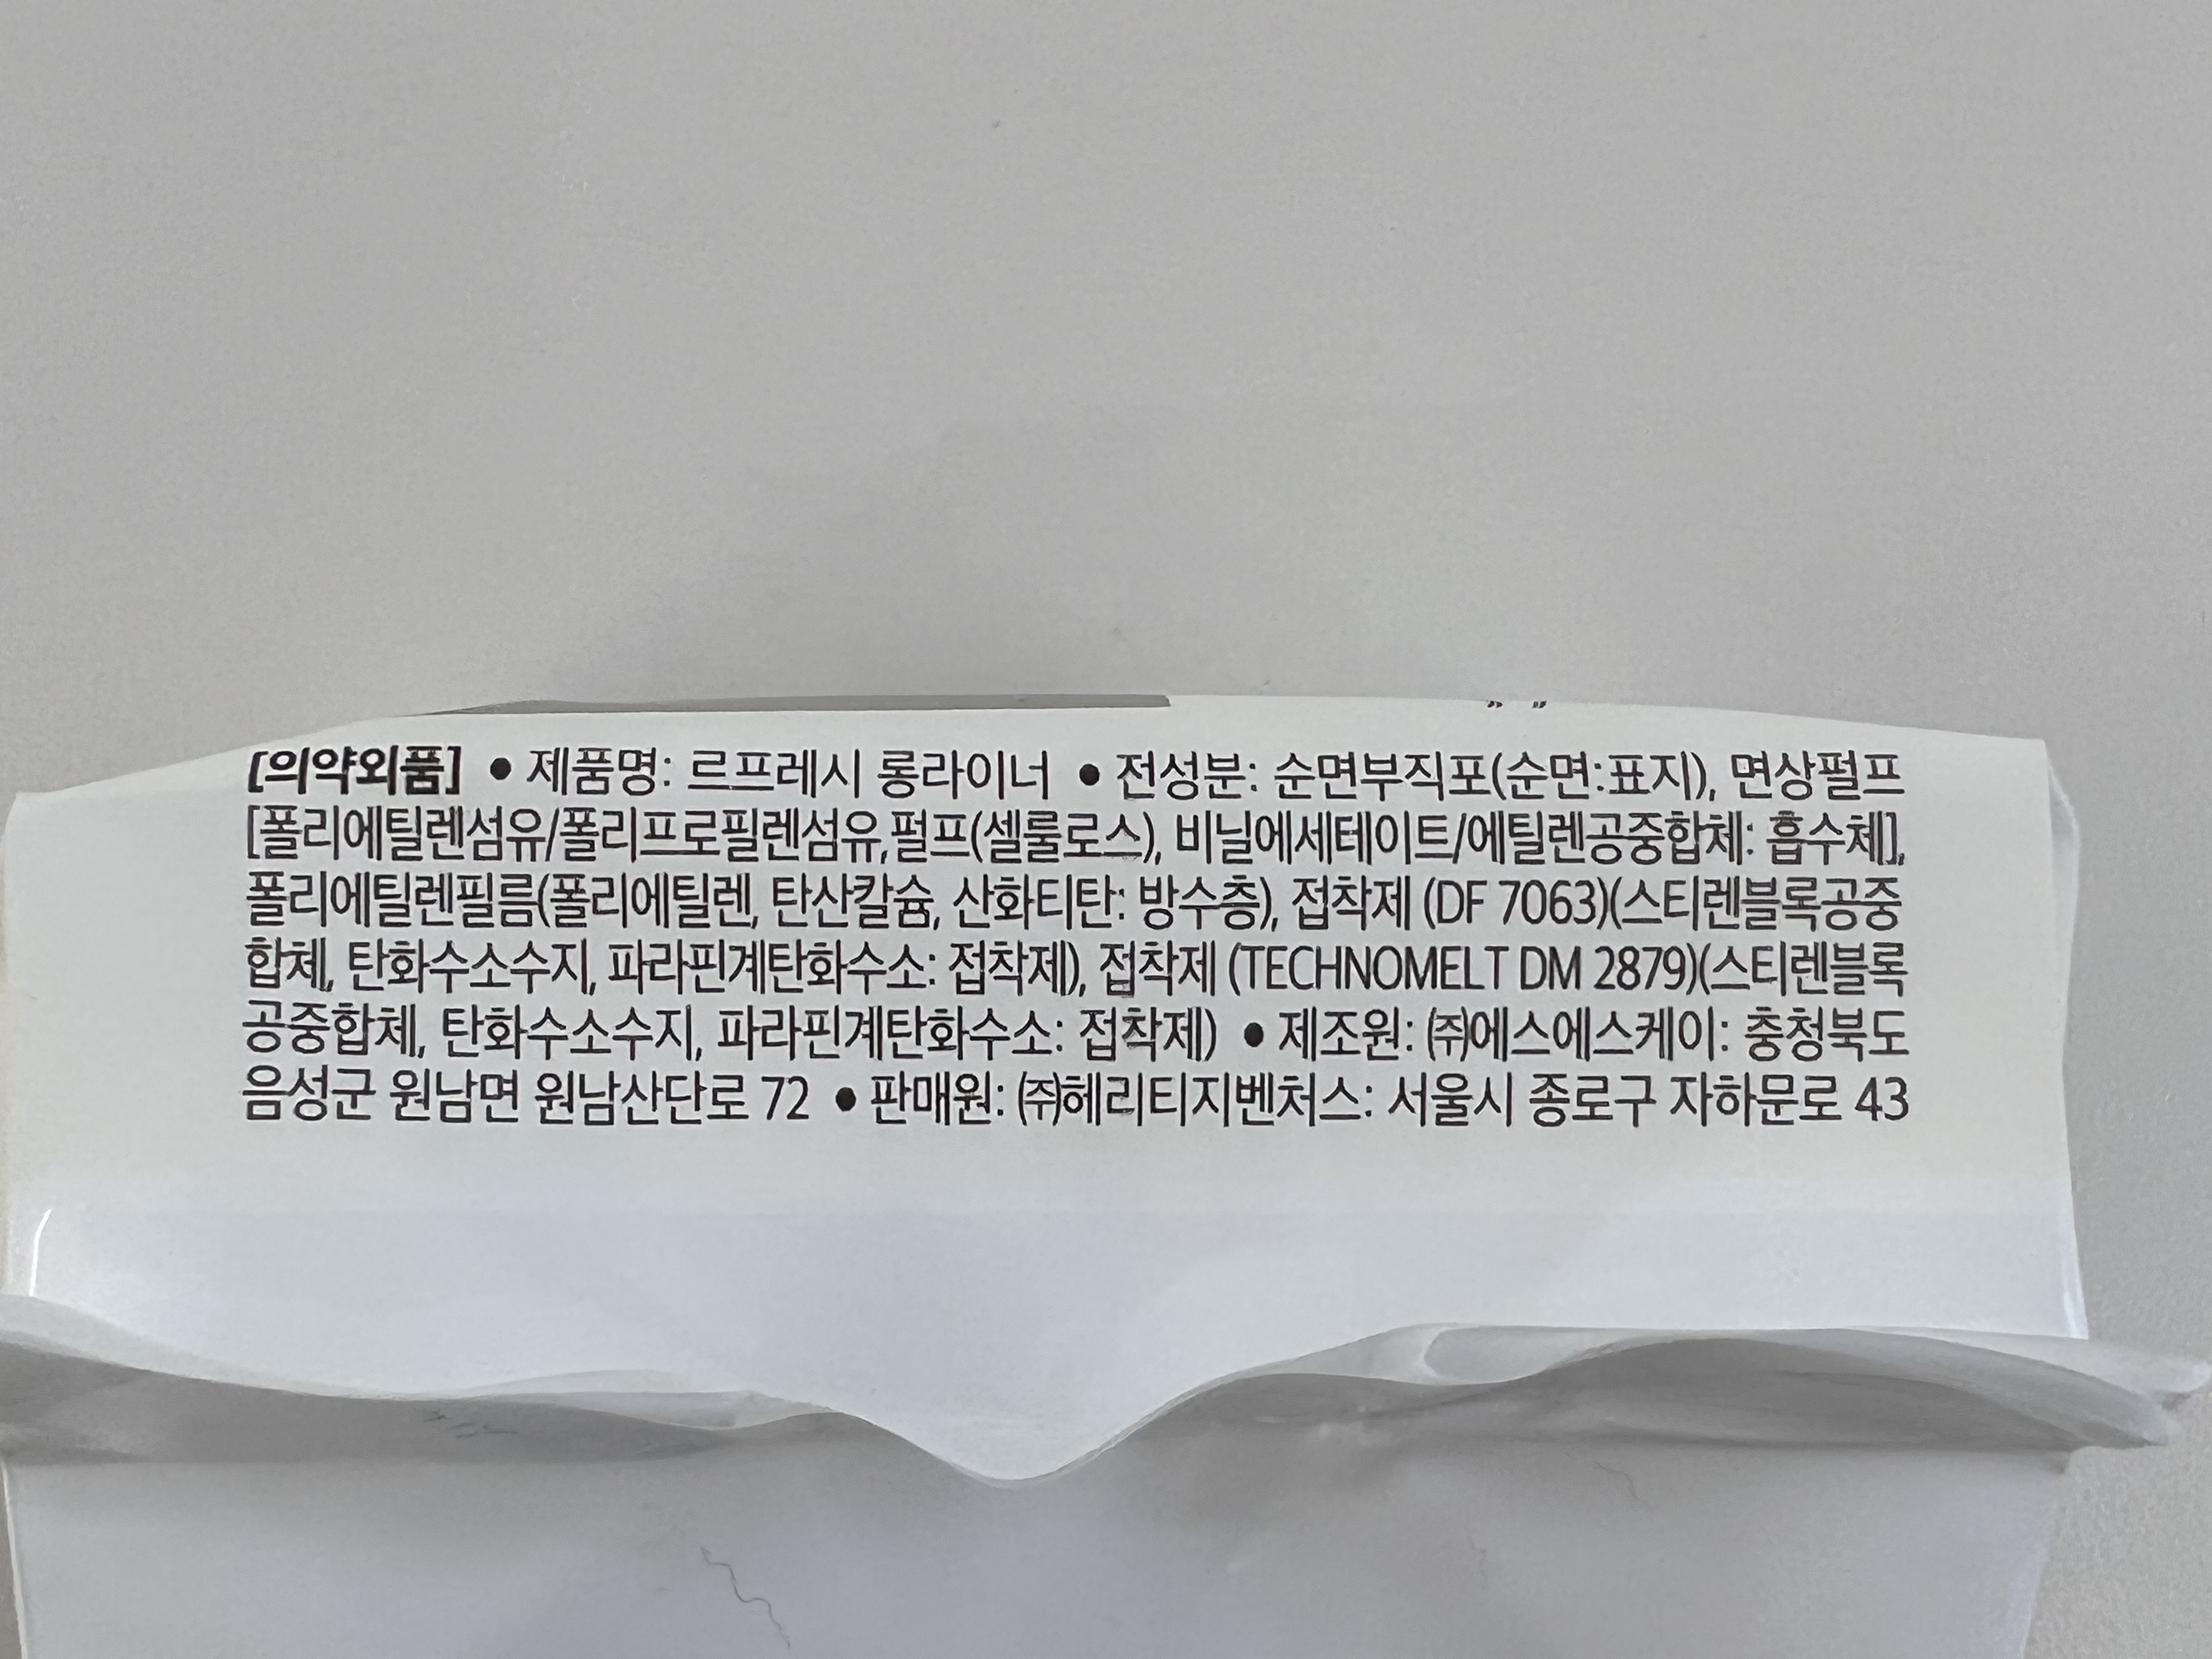 [의약외품] ● 제품명: 르프레시 롱라이너 ● 전성분: 순면부직포(순면:표지), 면상펄프
[폴리에틸렌섬유/폴리프로필렌섬유,펄프(셀룰로스), 비닐에세테이트/에틸렌공중합체: 흡수체],
폴리에틸렌필름(폴리에틸렌, 탄산칼슘, 산화티탄: 방수층), 접착제 (DF 7063)(스티렌블록공중
합체, 탄화수소수지, 파라핀계탄화수소: 접착제), 접착제 (TECHNOMELT DM 2879)(스티렌블록
공중합체, 탄화수소수지, 파라핀계탄화수소: 접착제) ● 제조원: ㈜에스에스케이: 충청북도
음성군 원남면 원남산단로 72 ● 판매원: ㈜헤리티지벤처스: 서울시 종로구 자하문로 43